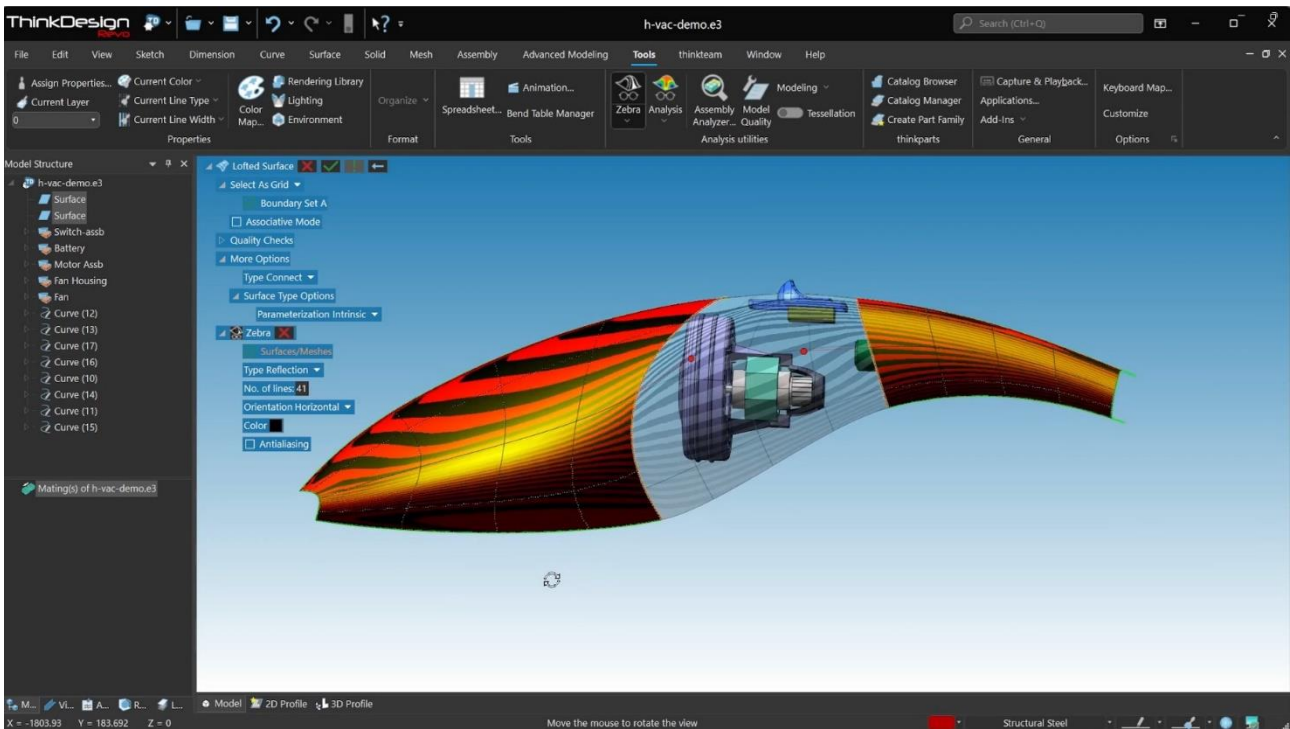 ThinkDesign
Revo
h-vac-demo.e3
Search (Ctrl+Q)
File Edit View Sketch Dimension Curve Surface Solid Mesh Assembly Advanced Modeling Tools thinkteam Window Help
Assign Properties... Current Color
Current Layer Current Line Type
0 Current Line Width
Color Map...
Rendering Library
Lighting
Environment
Properties
Organize
Format
Spreadsheet...
Animation...
Bend Table Manager
Tools
Zebra
Analysis
Assembly Analyzer...
Model Quality
Modeling
Tessellation
Analysis utilities
Catalog Browser
Catalog Manager
Create Part Family
thinkparts
Capture & Playback...
Applications...
Add-Ins
General
Keyboard Map...
Customize
Options
Model Structure
h-vac-demo.e3
Surface
Surface
Switch-assb
Battery
Motor Assb
Fan Housing
Fan
Curve (12)
Curve (13)
Curve (17)
Curve (16)
Curve (10)
Curve (14)
Curve (11)
Curve (15)
Mating(s) of h-vac-demo.e3
Lofted Surface
Select As Grid
Boundary Set A
Associative Mode
Quality Checks
More Options
Type Connect
Surface Type Options
Parameterization Intrinsic
Zebra
Surfaces/Meshes
Type Reflection
No. of lines: 41
Orientation Horizontal
Color
Antialiasing
M... Vi... A... R... L...
Model 2D Profile 3D Profile
X = -1803.93 Y = 183.692 Z = 0
Move the mouse to rotate the view
Structural Steel